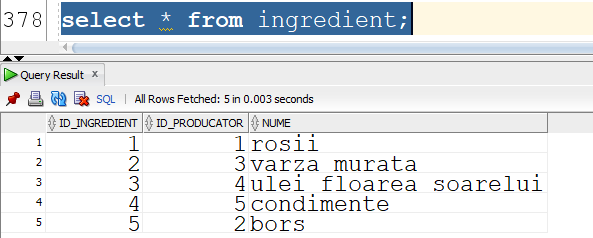 378 select * from ingredient;
Query Result x
SQL | All Rows Fetched: 5 in 0.003 seconds
ID_INGREDIENT ID_PRODUCATOR NUME
1 1 1 rosii
2 2 3 varza murata
3 3 4 ulei floarea soarelui
4 4 5 condimente
5 5 2 bors